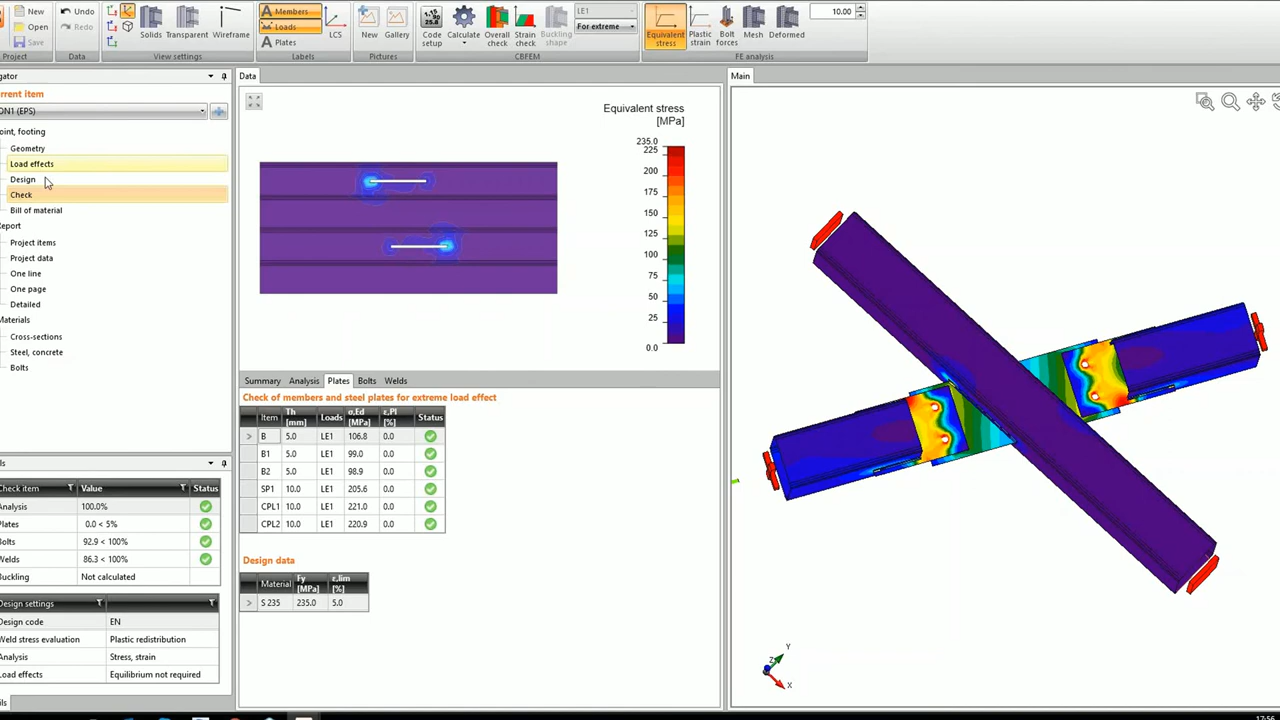 New
Open
Save
Project
Undo
Redo
Data
Solids
Transparent
Wireframe
View settings
Members
Loads
Plates
LCS
Labels
New
Gallery
Pictures
Code setup
Calculate
Overall check
Strain check
Buckling shape
LE1
For extreme
CBFEM
Equivalent stress
Plastic strain
Bolt forces
Mesh
Deformed
FE analysis
10.00
gator
rrent item
ON1 (EPS)
oint, footing
Geometry
Load effects
Design
Check
Bill of material
eport
Project items
Project data
One line
One page
Detailed
Materials
Cross-sections
Steel, concrete
Bolts
ls
Check item Value Status
Analysis 100.0%
Plates 0.0 < 5%
Bolts 92.9 < 100%
Welds 86.3 < 100%
Buckling Not calculated
Design settings
Design code EN
Weld stress evaluation Plastic redistribution
Analysis Stress, strain
Load effects Equilibrium not required
ls
Data
Equivalent stress
[MPa]
235.0
225
200
175
150
125
100
75
50
25
0.0
Summary Analysis Plates Bolts Welds
Check of members and steel plates for extreme load effect
Item Th [mm] Loads σ,Ed [MPa] ε,Pl [%] Status
B 5.0 LE1 106.8 0.0
B1 5.0 LE1 99.0 0.0
B2 5.0 LE1 98.9 0.0
SP1 10.0 LE1 205.6 0.0
CPL1 10.0 LE1 221.0 0.0
CPL2 10.0 LE1 220.9 0.0
Design data
Material Fy [MPa] ε,lim [%]
S 235 235.0 5.0
Main
Y
Z
X
17:56